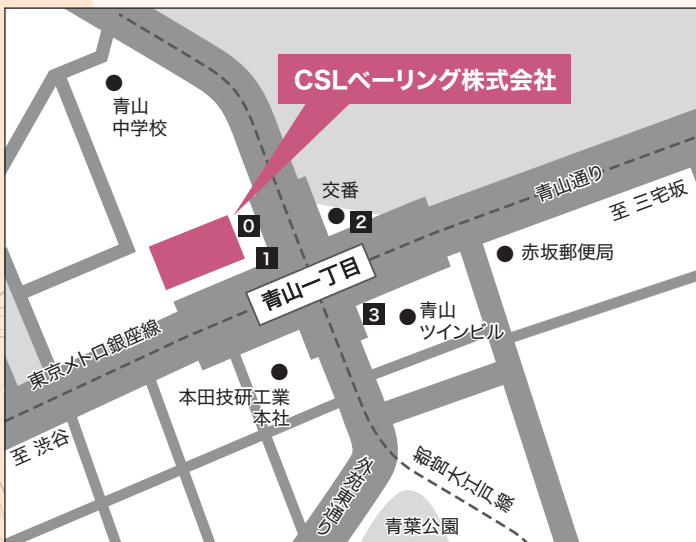 CSLベーリング株式会社
青山
中学校
交番
0
2
1
青山通り
至 三宅坂
赤坂郵便局
青山一丁目
3
青山
ツインビル
東京メトロ銀座線
本田技研工業
本社
至 渋谷
外苑東通り
都営大江戸線
青葉公園